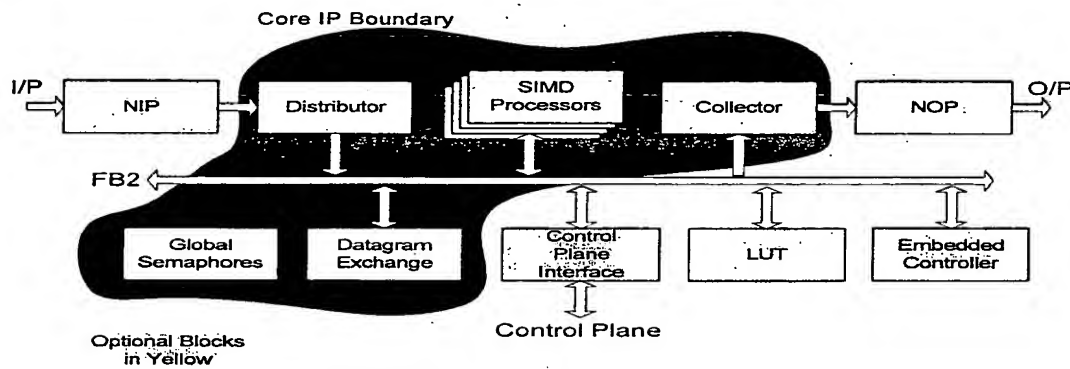 Core IP Boundary
I/P
NIP
Distributor
SIMD
Processors
Collector
NOP
O/P
FB2
Global
Semaphores
Datagram
Exchange
Control
Plane
Interface
LUT
Embedded
Controller
Control Plane
Optional Blocks
in Yellow